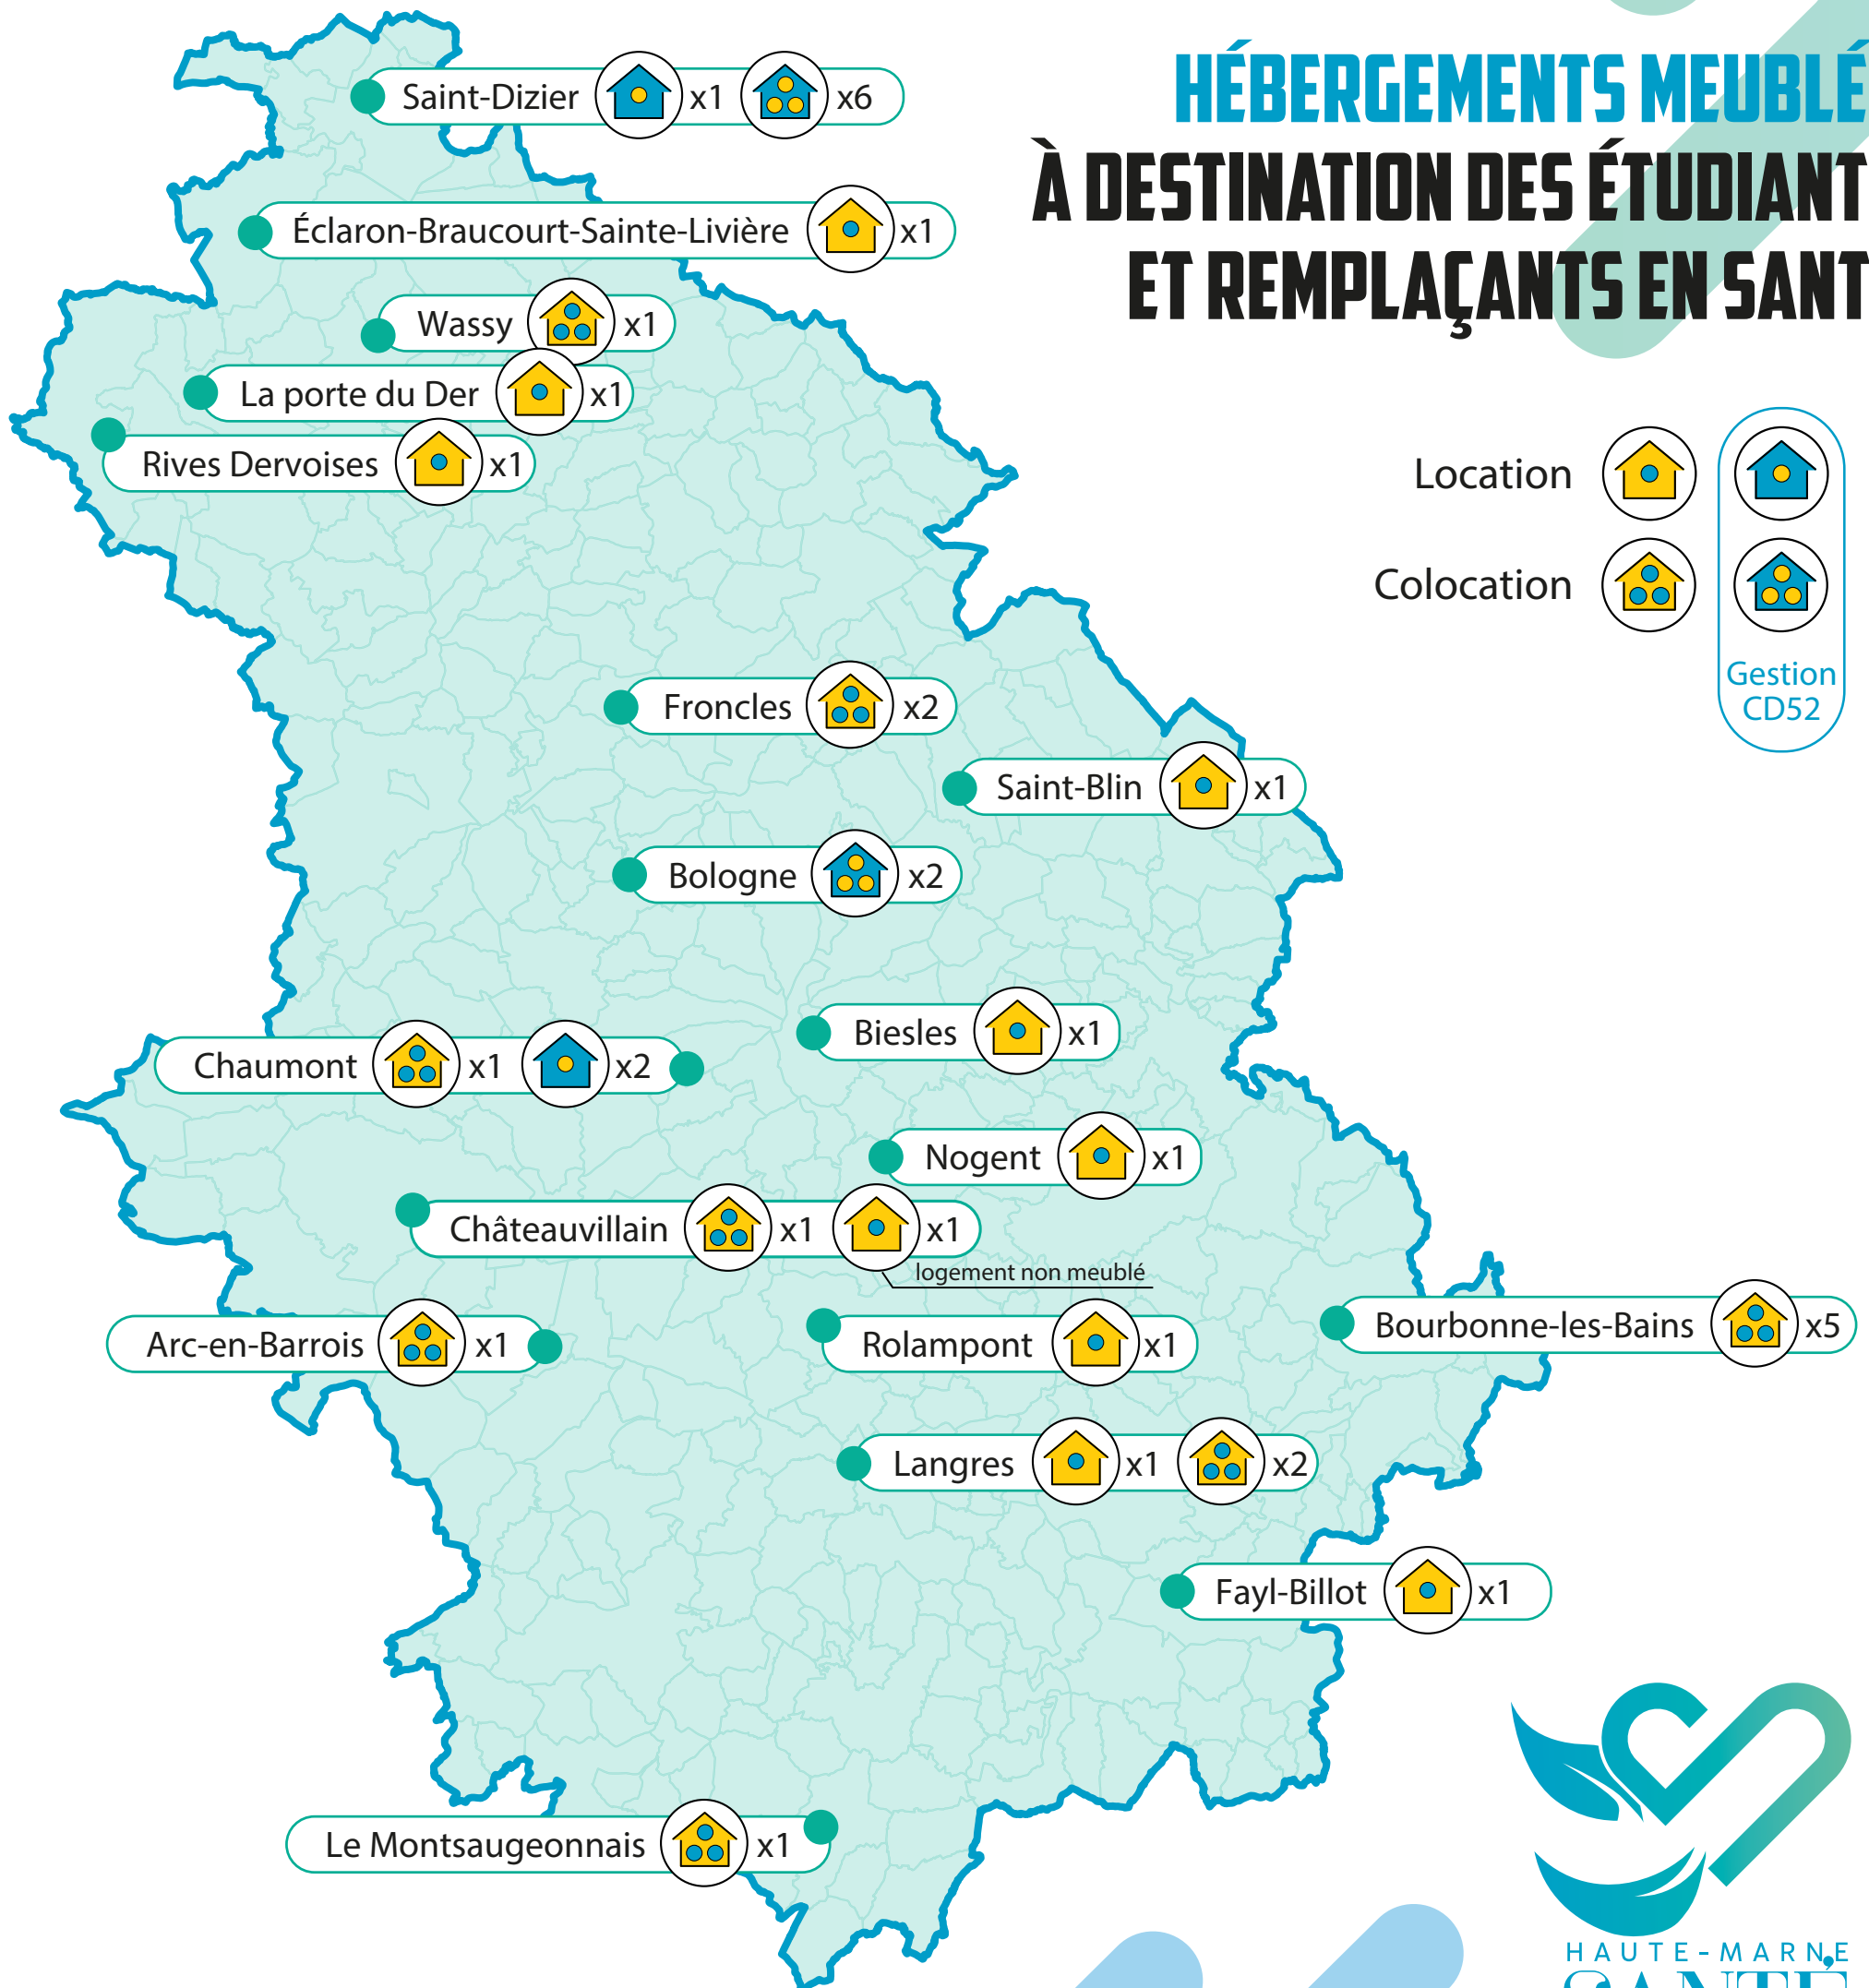 HÉBERGEMENTS MEUBLÉ
À DESTINATION DES ÉTUDIANT
ET REMPLAÇANTS EN SANT
Saint-Dizier x1 x6
Éclaron-Braucourt-Sainte-Livière x1
Wassy x1
La porte du Der x1
Rives Dervoises x1
Location
Colocation
Gestion
CD52
Froncles x2
Saint-Blin x1
Bologne x2
Biesles x1
Chaumont x1 x2
Nogent x1
Châteauvillain x1 x1
logement non meublé
Arc-en-Barrois x1
Rolampont x1
Bourbonne-les-Bains x5
Langres x1 x2
Fayl-Billot x1
Le Montsaugeonnais x1
HAUTE-MARNE
SANTÉ